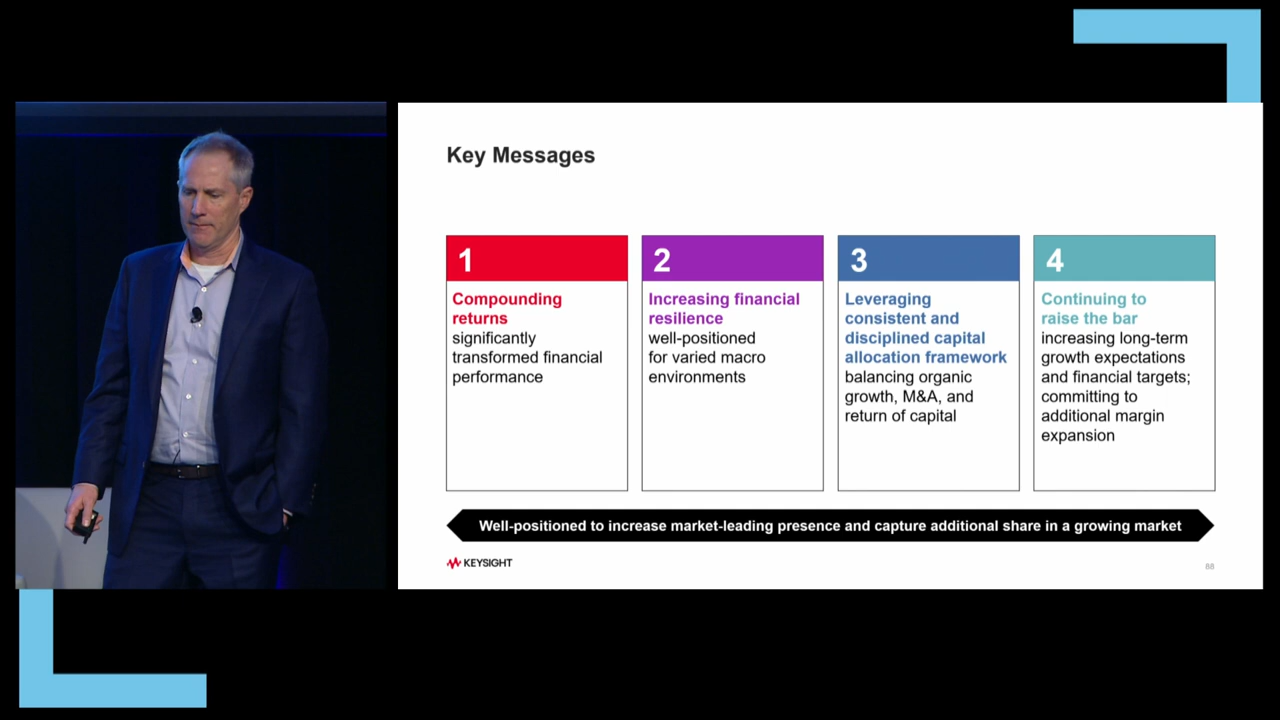 Key Messages
1
Compounding
returns
significantly
transformed financial
performance
2
Increasing financial
resilience
well-positioned
for varied macro
environments
3
Leveraging
consistent and
disciplined capital
allocation framework
balancing organic
growth, M&A, and
return of capital
4
Continuing to
raise the bar
increasing long-term
growth expectations
and financial targets;
committing to
additional margin
expansion
Well-positioned to increase market-leading presence and capture additional share in a growing market
KEYSIGHT
88